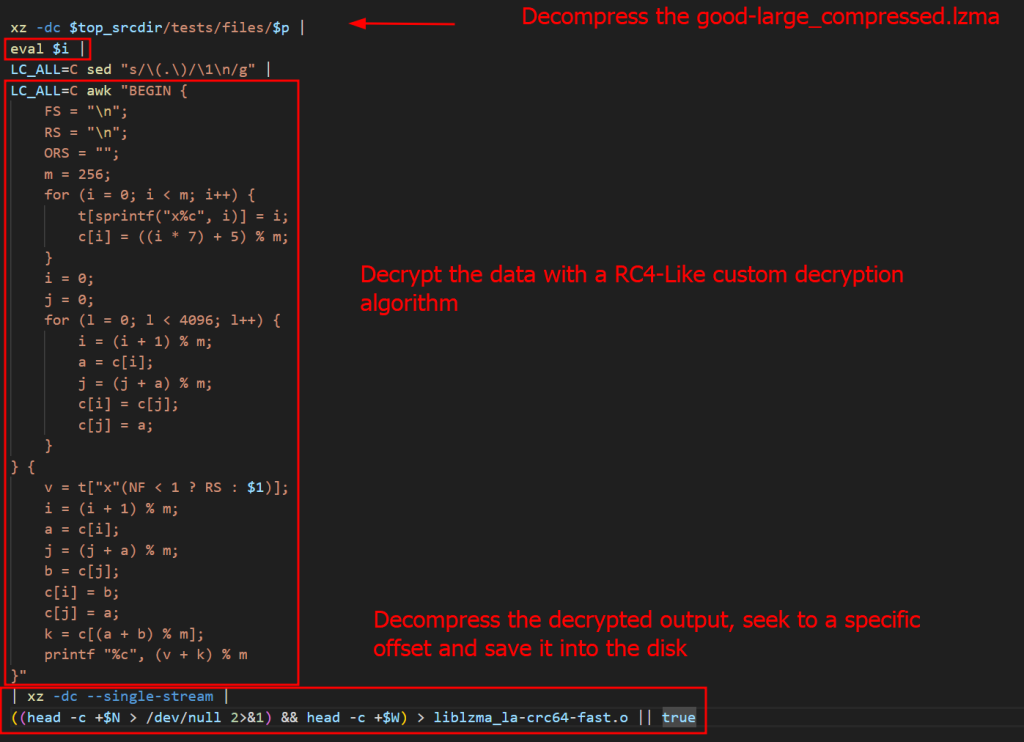 xz -dc $top_srcdir/tests/files/$p |
Decompress the good-large_compressed.lzma
eval $i |
LC_ALL=C sed "s/\(.\)/\1\n/g" |
LC_ALL=C awk "BEGIN {
FS = "\n";
RS = "\n";
ORS = "";
m = 256;
for (i = 0; i < m; i++) {
t[sprintf("x%c", i)] = i;
c[i] = ((i * 7) + 5) % m;
}
i = 0;
j = 0;
for (l = 0; l < 4096; l++) {
i = (i + 1) % m;
a = c[i];
j = (j + a) % m;
c[i] = c[j];
c[j] = a;
}
} {
v = t["x"(NF < 1 ? RS : $1)];
i = (i + 1) % m;
a = c[i];
j = (j + a) % m;
b = c[j];
c[i] = b;
c[j] = a;
k = c[(a + b) % m];
printf "%c", (v + k) % m
}"
Decrypt the data with a RC4-Like custom decryption
algorithm
Decompress the decrypted output, seek to a specific
offset and save it into the disk
| xz -dc --single-stream |
((head -c +$N > /dev/null 2>&1) && head -c +$W) > liblzma_la-crc64-fast.o || true